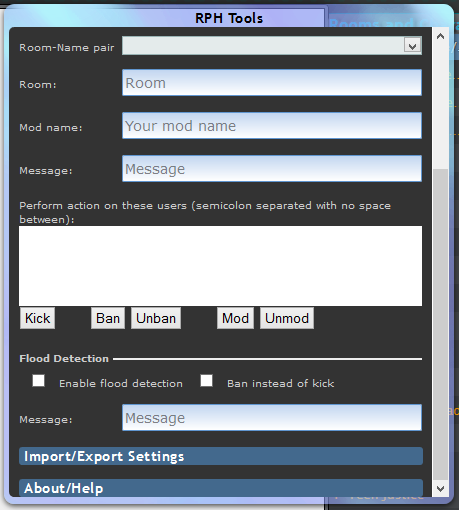 RPH Tools
Rooms and
Room-Name pair
Room:
Room
Mod name:
Your mod name
Message:
Message
Perform action on these users (semicolon separated with no space
between):
Kick
Ban
Unban
Mod
Unmod
Flood Detection
Enable flood detection
Ban instead of kick
Message:
Message
Import/Export Settings
About/Help